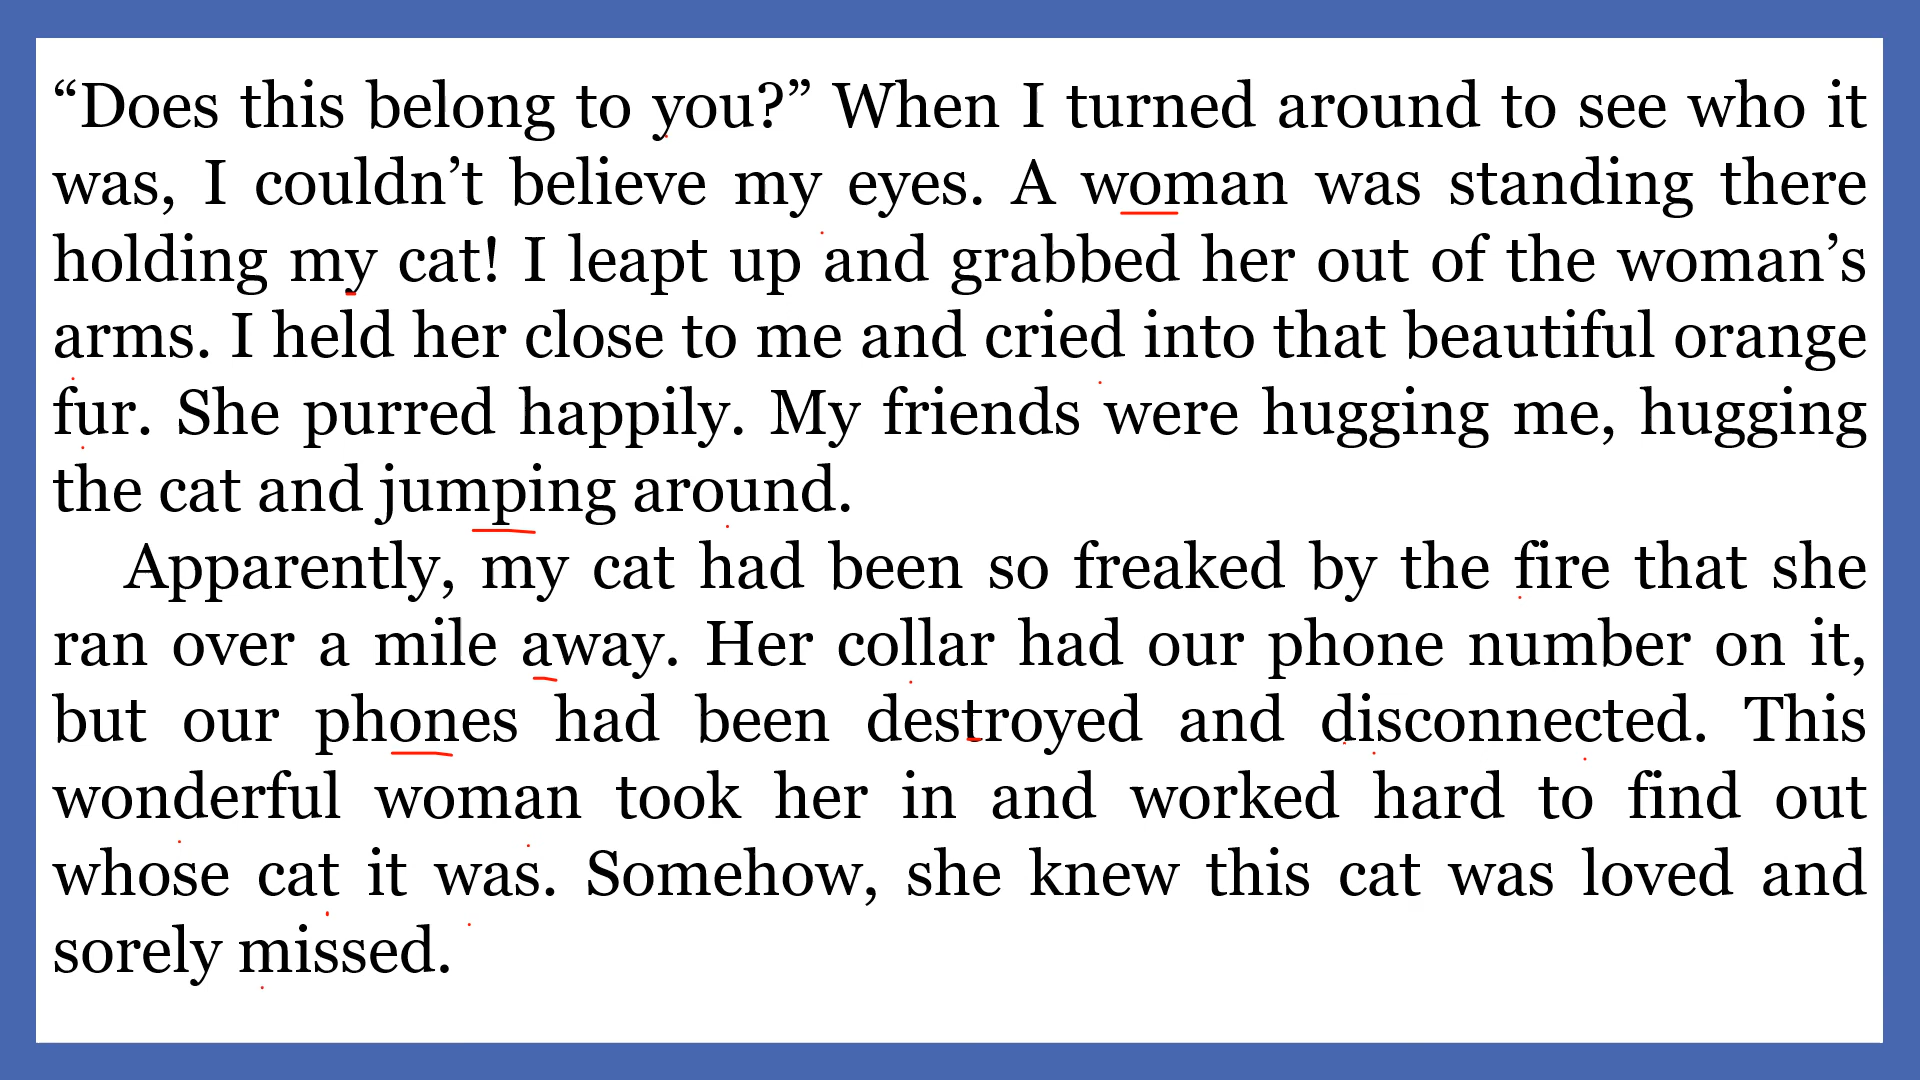 “Does this belong to you?” When I turned around to see who it
was, I couldn’t believe my eyes. A woman was standing there
holding my cat! I leapt up and grabbed her out of the woman’s
arms. I held her close to me and cried into that beautiful orange
fur. She purred happily. My friends were hugging me, hugging
the cat and jumping around.
Apparently, my cat had been so freaked by the fire that she
ran over a mile away. Her collar had our phone number on it,
but our phones had been destroyed and disconnected. This
wonderful woman took her in and worked hard to find out
whose cat it was. Somehow, she knew this cat was loved and
sorely missed.